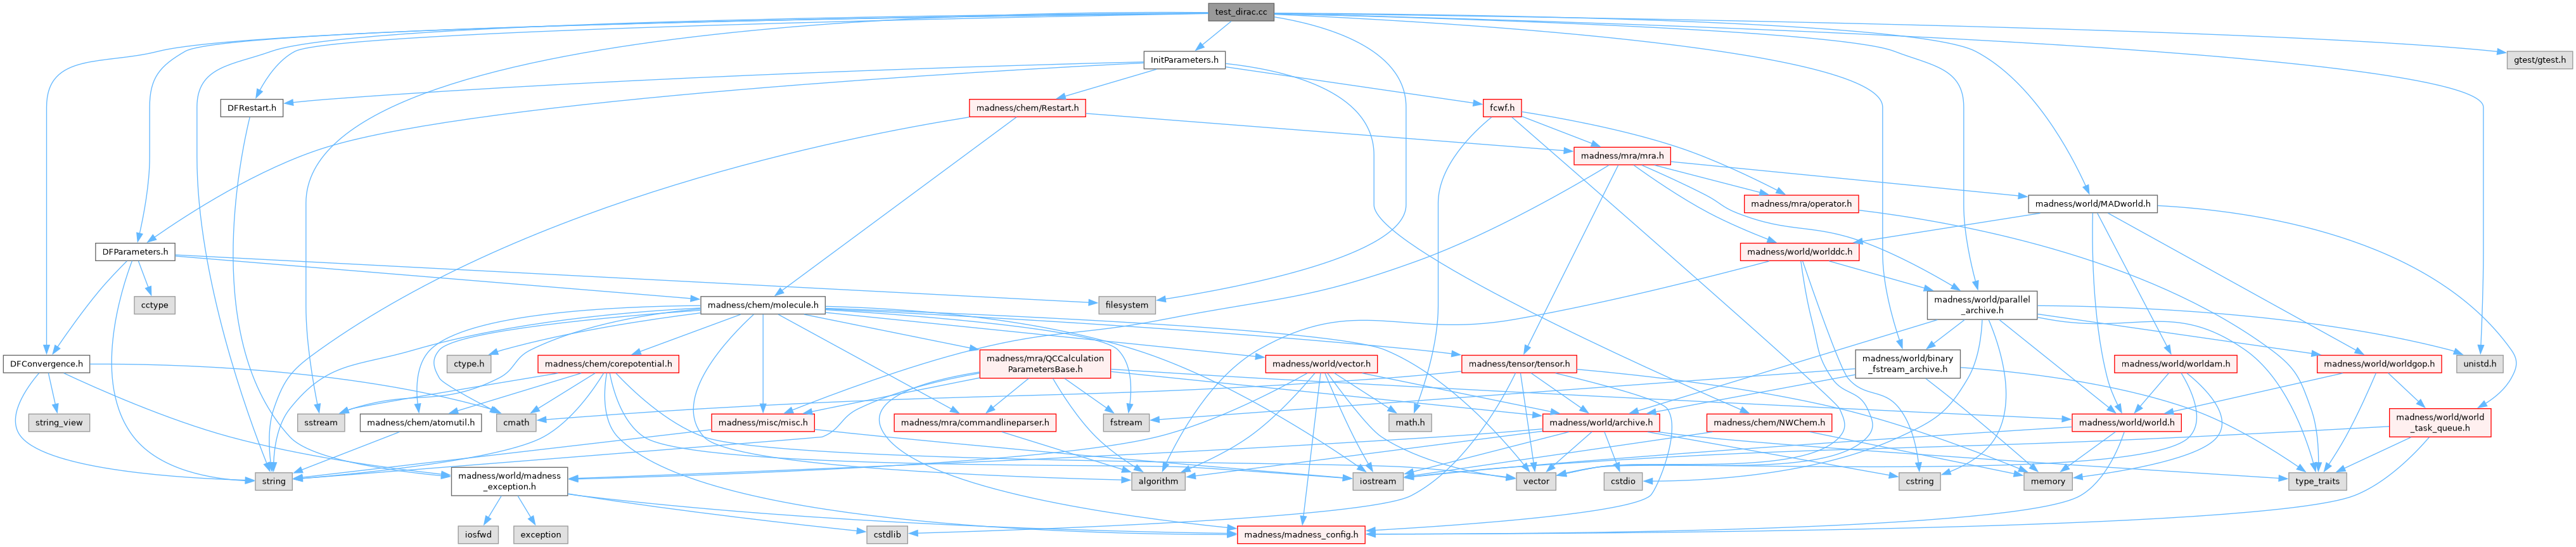 test_dirac.cc
InitParameters.h
gtest/gtest.h
DFRestart.h
madness/chem/Restart.h
fcwf.h
madness/mra/mra.h
madness/mra/operator.h
madness/world/MADworld.h
DFParameters.h
madness/world/worlddc.h
cctype
madness/chem/molecule.h
filesystem
madness/world/parallel
_archive.h
DFConvergence.h
ctype.h
madness/chem/corepotential.h
madness/mra/QCCalculation
ParametersBase.h
madness/world/vector.h
madness/tensor/tensor.h
madness/world/binary
_fstream_archive.h
madness/world/worldam.h
madness/world/worldgop.h
unistd.h
string_view
sstream
madness/chem/atomutil.h
cmath
madness/misc/misc.h
madness/mra/commandlineparser.h
fstream
math.h
madness/world/archive.h
madness/chem/NWChem.h
madness/world/world.h
madness/world/world
_task_queue.h
string
madness/world/madness
_exception.h
algorithm
iostream
vector
cstdio
cstring
memory
type_traits
iosfwd
exception
cstdlib
madness/madness_config.h